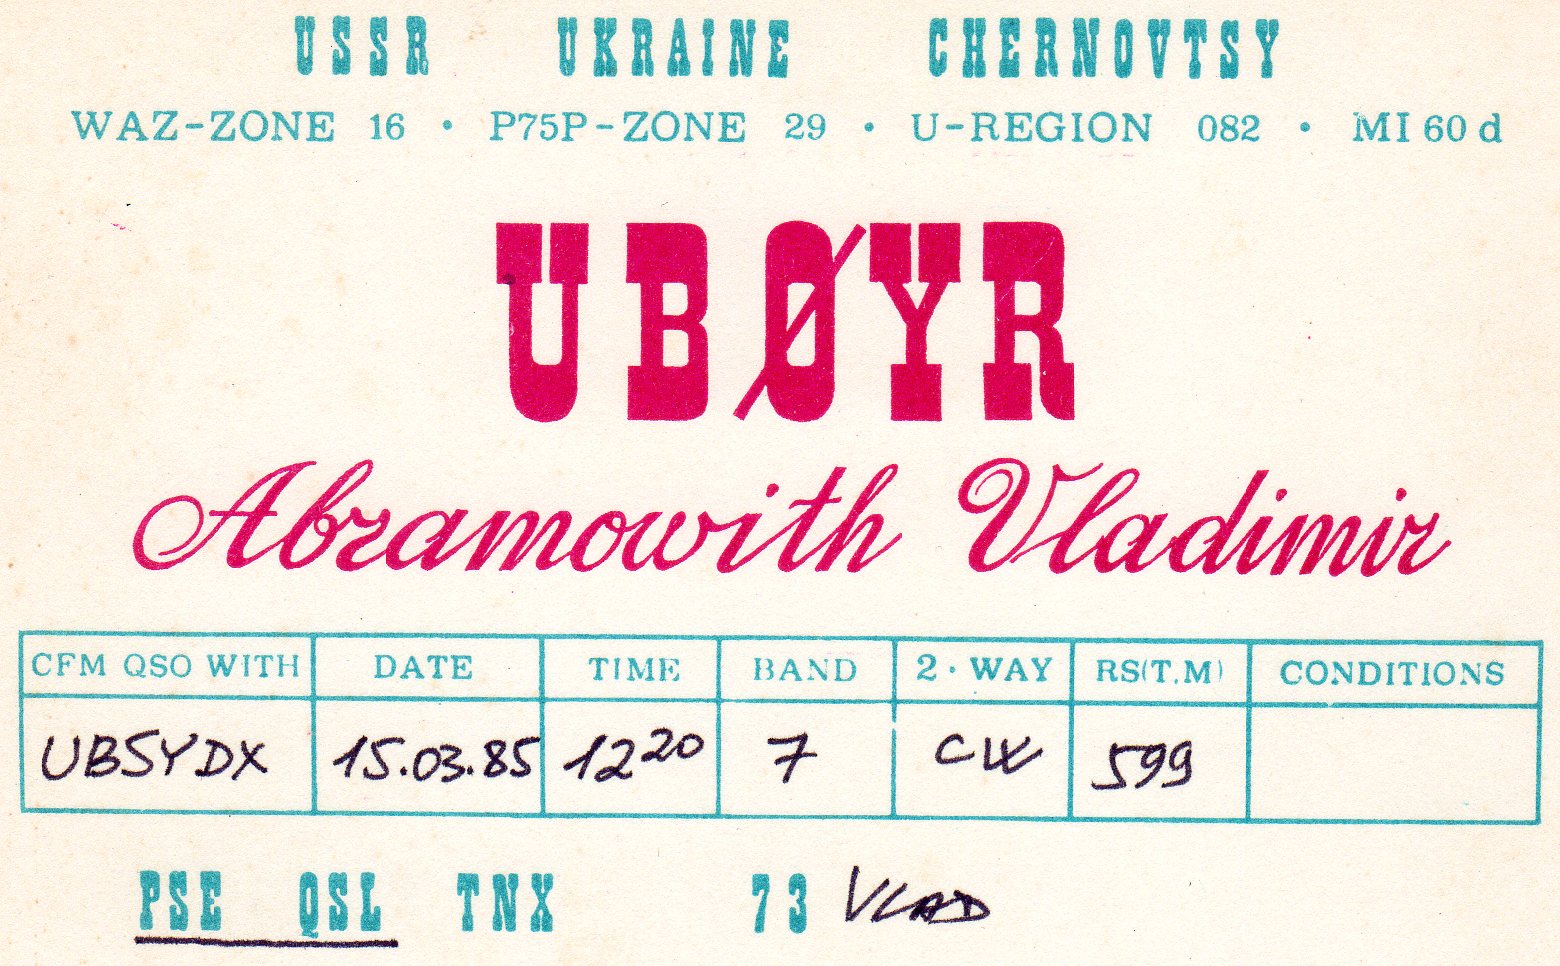 USSR UKRAINE CHERNOVTSY
WAZ-ZONE 16 · P75P-ZONE 29 · U-REGION 082 · MI 60 d
UBØYR
Abramowith Vladimir
CFM QSO WITH DATE TIME BAND 2·WAY RS(T.M) CONDITIONS
UB5YDX 15.03.85 12²⁰ 7 CW 599
PSE QSL TNX 73 VLAD